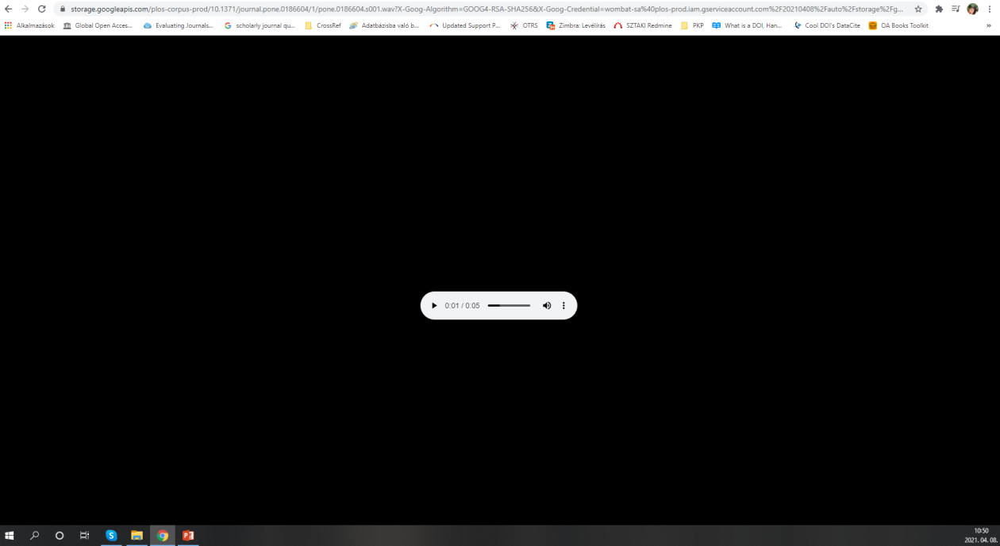 storage.googleapis.com/plos-corpus-prod/10.1371/journal.pone.0186604/1/pone.0186604.s001.wav?X-Goog-Algorithm=GOOG4-RSA-SHA256&X-Goog-Credential=wombat-sa%40plos-prod.iam.gserviceaccount.com%2F20210408%2Fauto%2Fstorage%2Fg...
Alkalmazások Global Open Acces... Evaluating Journals... scholarly journal qu... CrossRef Adatbázisba való b... Updated Support P... OTRS Zimbra: Levélírás SZTAKI Redmine PKP What is a DOI, Han... Cool DOI's DataCite OA Books Toolkit »
0:01 / 0:05
10:50
2021. 04. 08.